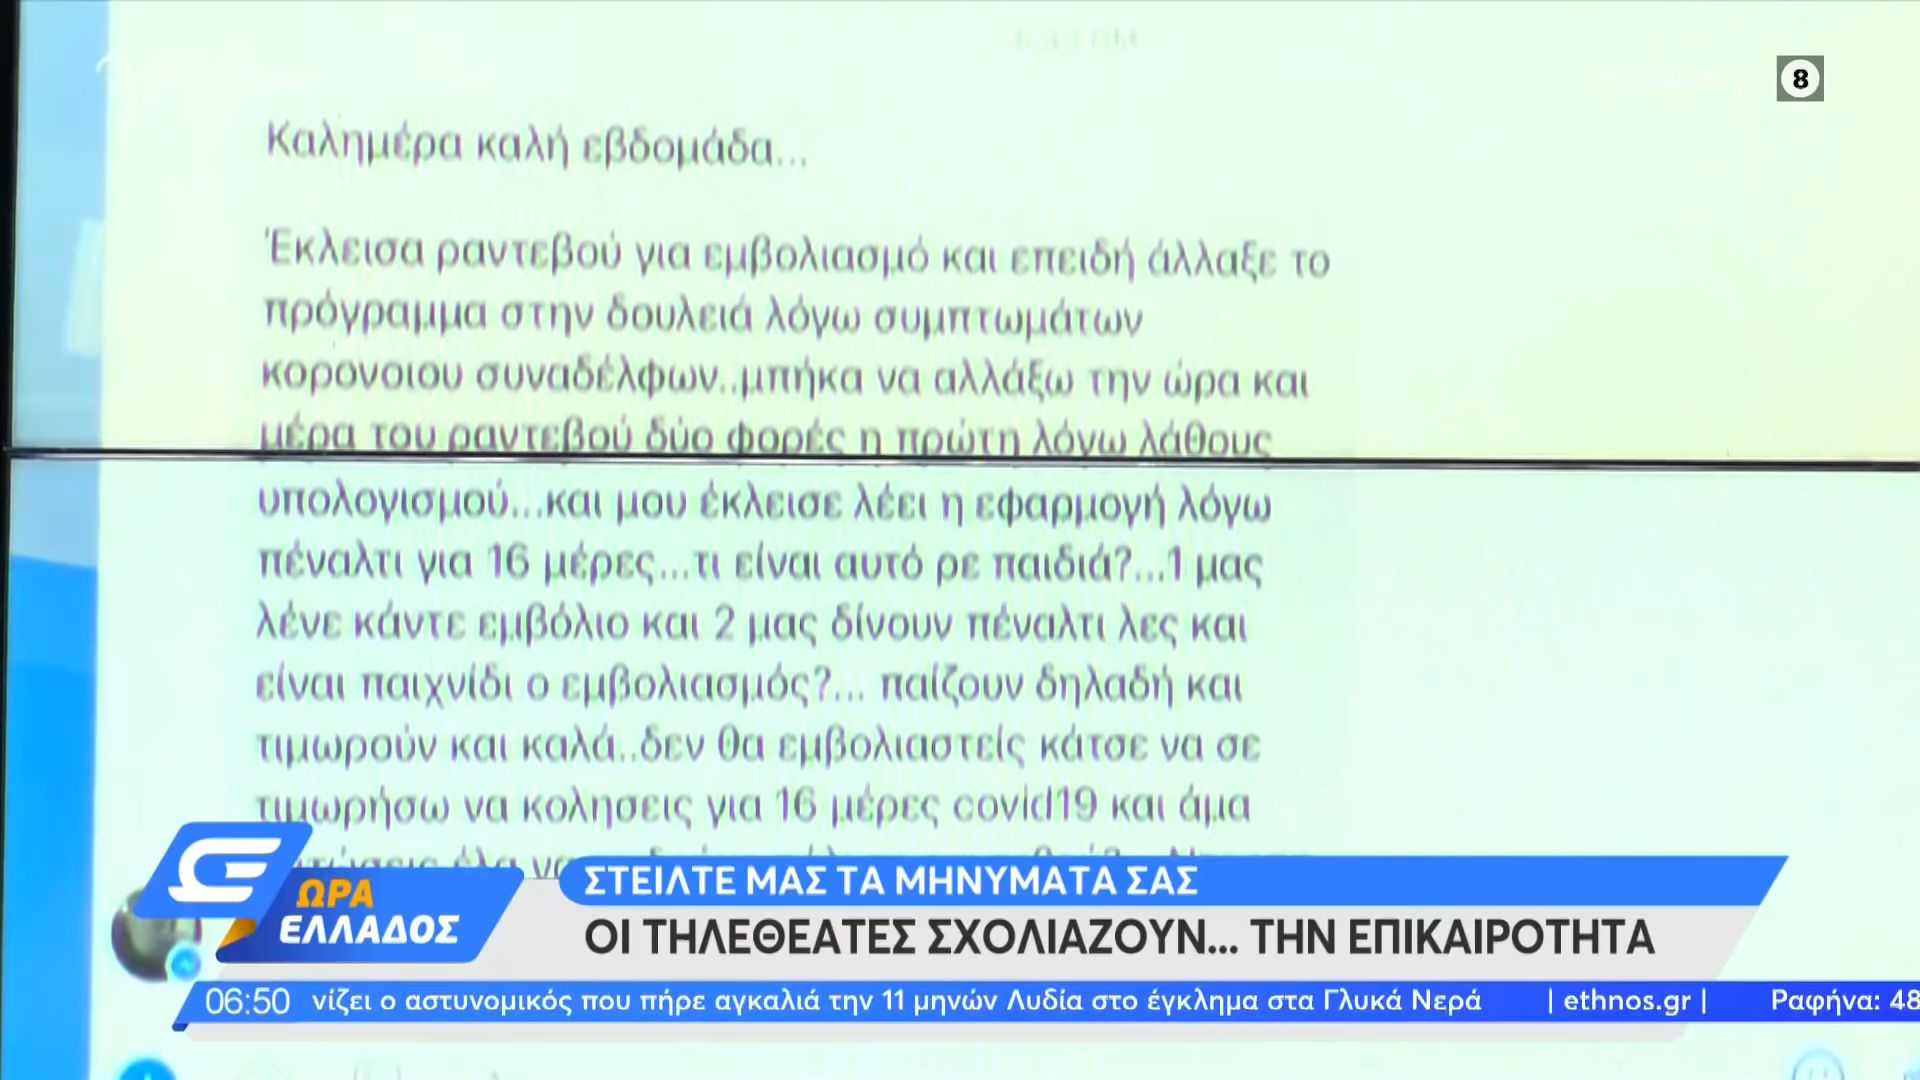 8
Καλημέρα καλή εβδομάδα...
Έκλεισα ραντεβού για εμβολιασμό και επειδή άλλαξε το
πρόγραμμα στην δουλειά λόγω συμπτωμάτων
κορονοιου συναδέλφων..μπήκα να αλλάξω την ώρα και
μέρα του ραντεβού δύο φορές η πρώτη λόγω λάθους
υπολογισμού...και μου έκλεισε λέει η εφαρμογή λόγω
πέναλτι για 16 μέρες...τι είναι αυτό ρε παιδιά?...1 μας
λένε κάντε εμβόλιο και 2 μας δίνουν πέναλτι λες και
είναι παιχνίδι ο εμβολιασμός?... παίζουν δηλαδή και
τιμωρούν και καλά..δεν θα εμβολιαστείς κάτσε να σε
τιμωρήσω να κολησεις για 16 μέρες covid19 και άμα
ΩΡΑ
ΕΛΛΑΔΟΣ
ΣΤΕΙΛΤΕ ΜΑΣ ΤΑ ΜΗΝΥΜΑΤΑ ΣΑΣ
ΟΙ ΤΗΛΕΘΕΑΤΕΣ ΣΧΟΛΙΑΖΟΥΝ... ΤΗΝ ΕΠΙΚΑΙΡΟΤΗΤΑ
06:50 νίζει ο αστυνομικός που πήρε αγκαλιά την 11 μηνών Λυδία στο έγκλημα στα Γλυκά Νερά | ethnos.gr | Ραφήνα: 48